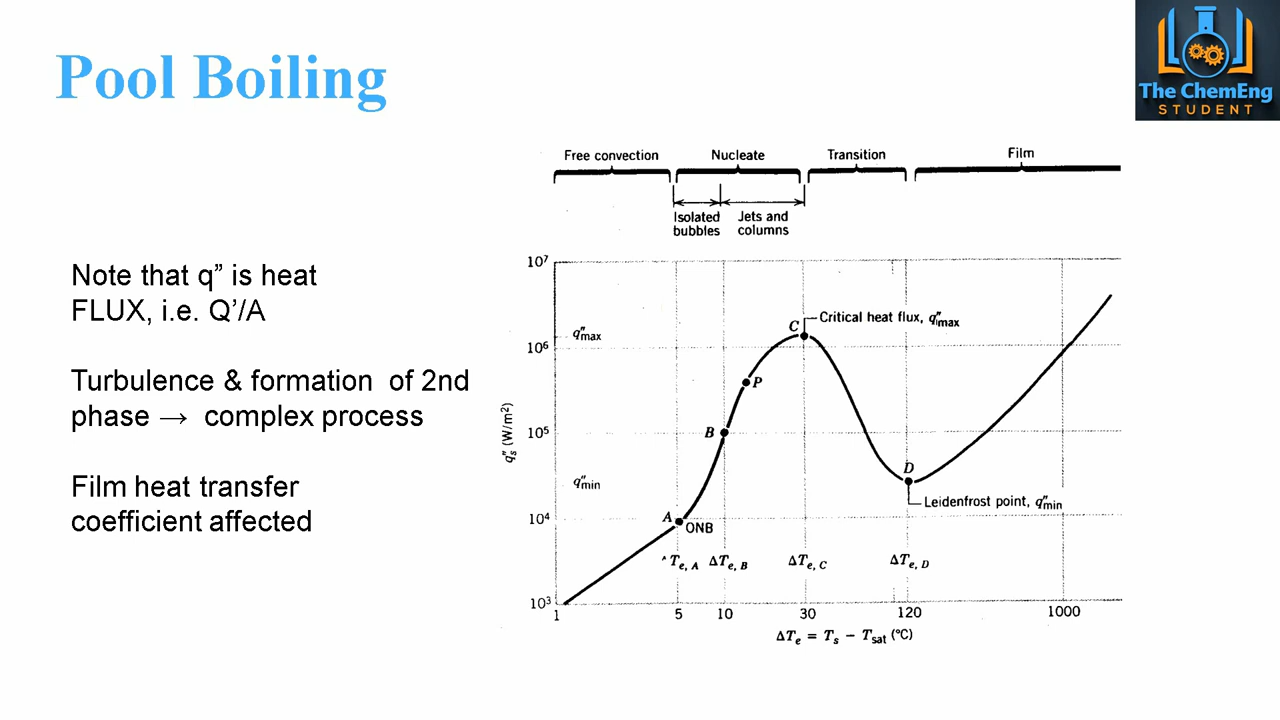 Pool Boiling
The ChemEng
STUDENT
Note that q” is heat
FLUX, i.e. Q’/A
Turbulence & formation of 2nd
phase → complex process
Film heat transfer
coefficient affected
Free convection
Nucleate
Transition
Film
Isolated
bubbles
Jets and
columns
10⁷
10⁶
10⁵
10⁴
10³
q″max
q″min
q″s (W/m²)
C
Critical heat flux, q″max
P
B
A
ONB
D
Leidenfrost point, q″min
Te, A
ΔTe, B
ΔTe, C
ΔTe, D
1
5
10
30
120
1000
ΔTe = Ts − Tsat (°C)